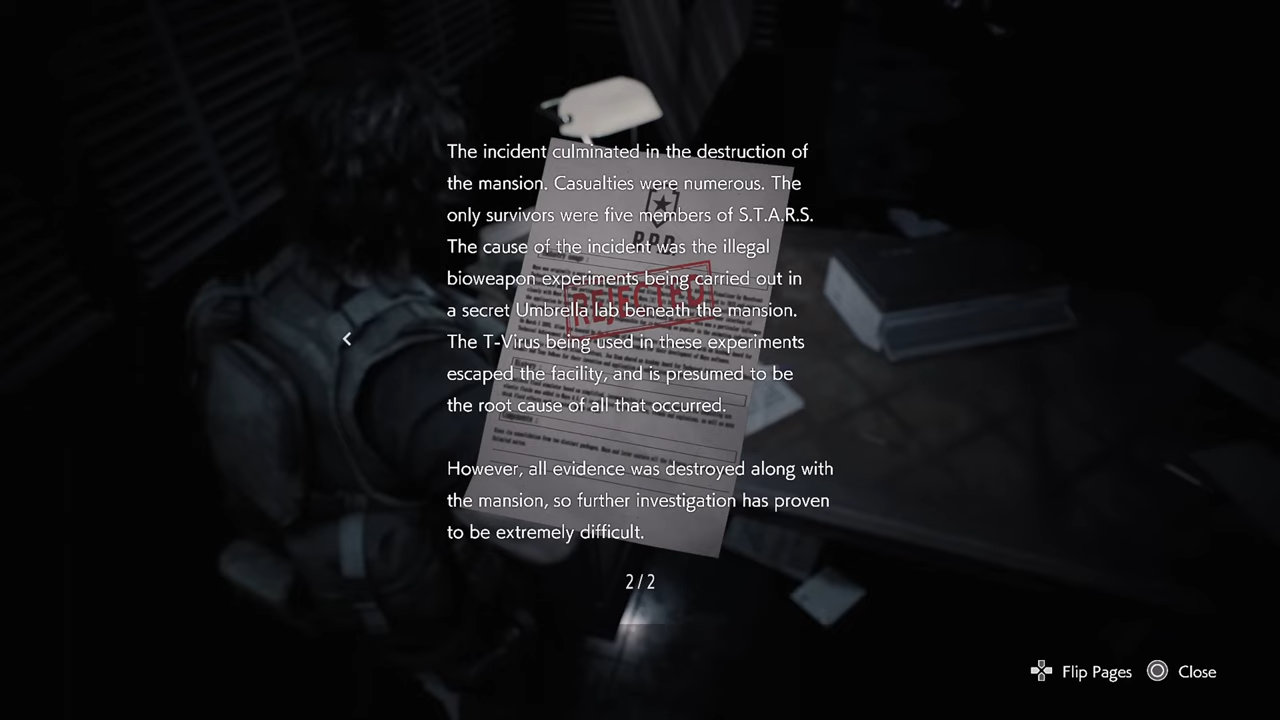 The incident culminated in the destruction of
the mansion. Casualties were numerous. The
only survivors were five members of S.T.A.R.S.
The cause of the incident was the illegal
bioweapon experiments being carried out in
a secret Umbrella lab beneath the mansion.
The T-Virus being used in these experiments
escaped the facility, and is presumed to be
the root cause of all that occurred.
However, all evidence was destroyed along with
the mansion, so further investigation has proven
to be extremely difficult.
2/2
R.P.D.
REJECTED
Flip Pages
Close